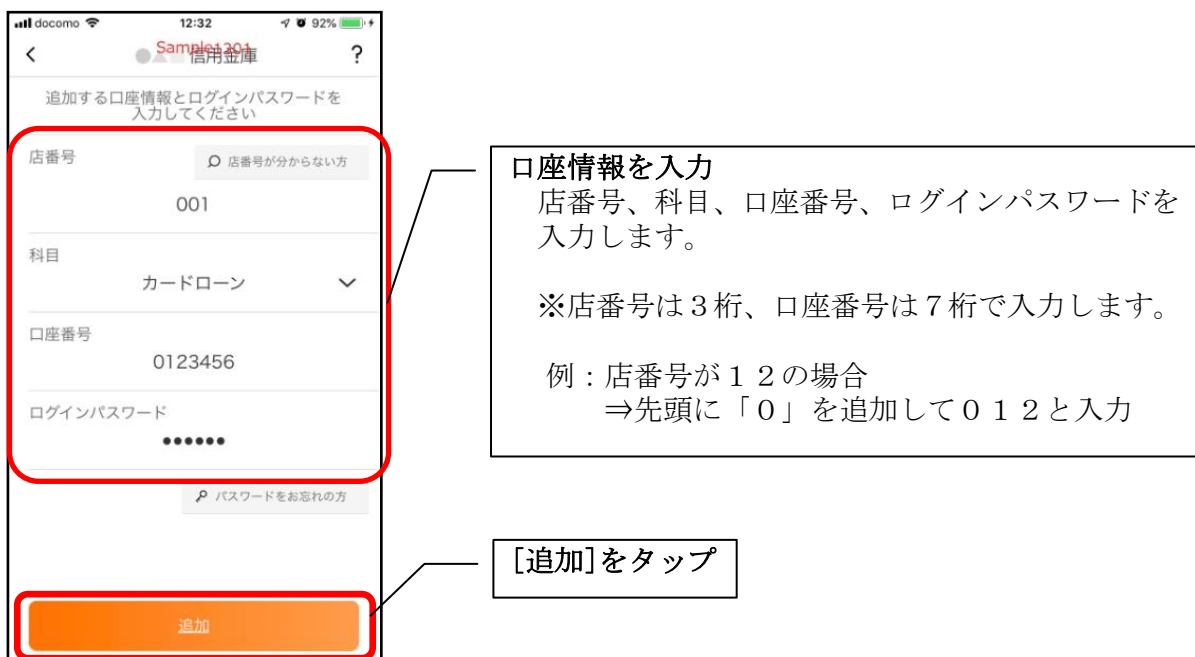 docomo 12:32 92%
Sample1201
●▲■信用金庫 ?
追加する口座情報とログインパスワードを
入力してください
店番号
店番号が分からない方
001
科目
カードローン
口座番号
0123456
ログインパスワード
●●●●●●
パスワードをお忘れの方
追加
口座情報を入力
店番号、科目、口座番号、ログインパスワードを
入力します。
※店番号は3桁、口座番号は7桁で入力します。
例:店番号が12の場合
⇒先頭に「0」を追加して012と入力
[追加]をタップ